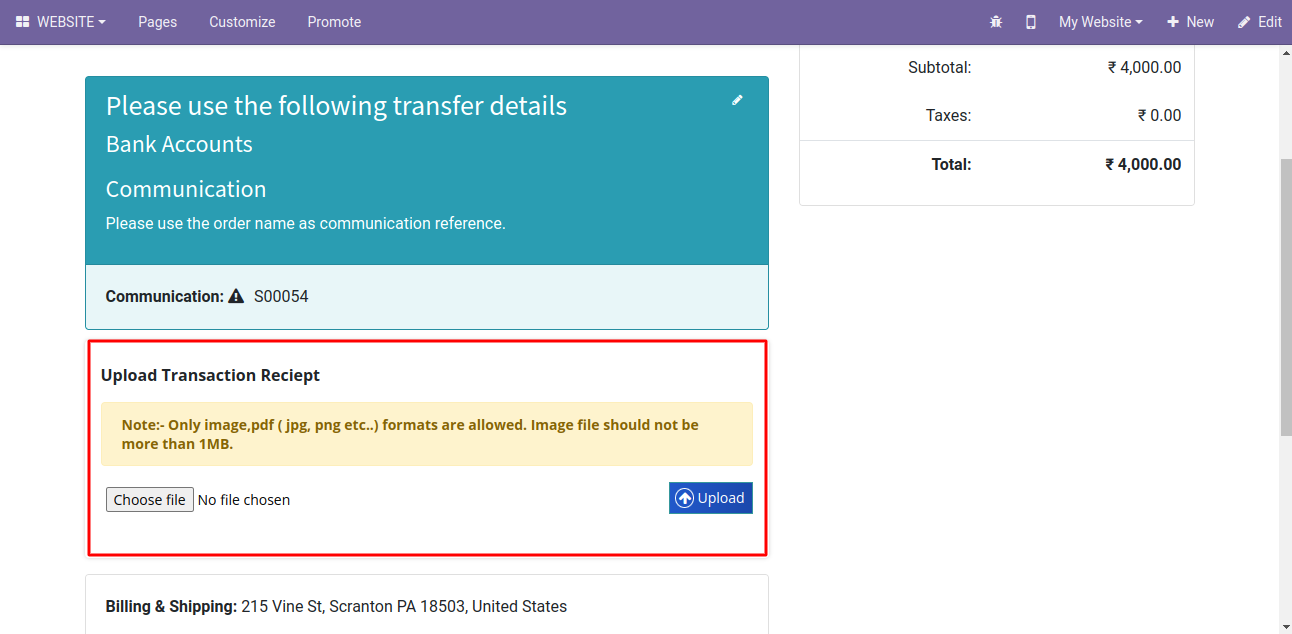 WEBSITE Pages Customize Promote My Website New Edit
Subtotal: ₹ 4,000.00
Taxes: ₹ 0.00
Total: ₹ 4,000.00
Please use the following transfer details
Bank Accounts
Communication
Please use the order name as communication reference.
Communication: S00054
Upload Transaction Reciept
Note:- Only image,pdf ( jpg, png etc..) formats are allowed. Image file should not be
more than 1MB.
Choose file No file chosen Upload
Billing & Shipping: 215 Vine St, Scranton PA 18503, United States